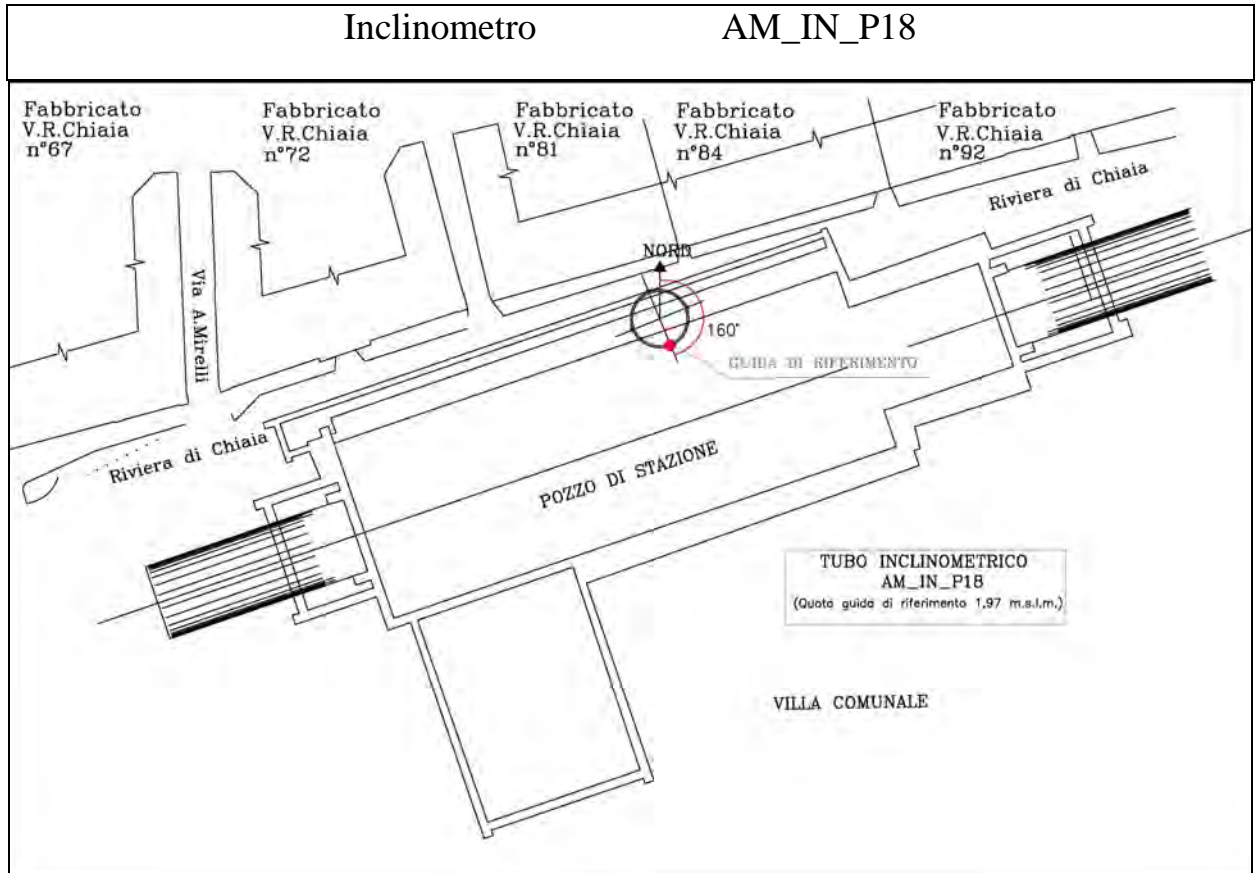 Inclinometro AM_IN_P18
Fabbricato
V.R.Chiaia
n°67
Fabbricato
V.R.Chiaia
n°72
Fabbricato
V.R.Chiaia
n°81
Fabbricato
V.R.Chiaia
n°84
Fabbricato
V.R.Chiaia
n°92
Riviera di Chiaia
NORD
160°
GUIDA DI RIFERIMENTO
Via A.Mirelli
Riviera di Chiaia
POZZO DI STAZIONE
TUBO INCLINOMETRICO
AM_IN_P18
(Quota guida di riferimento 1,97 m.s.l.m.)
VILLA COMUNALE